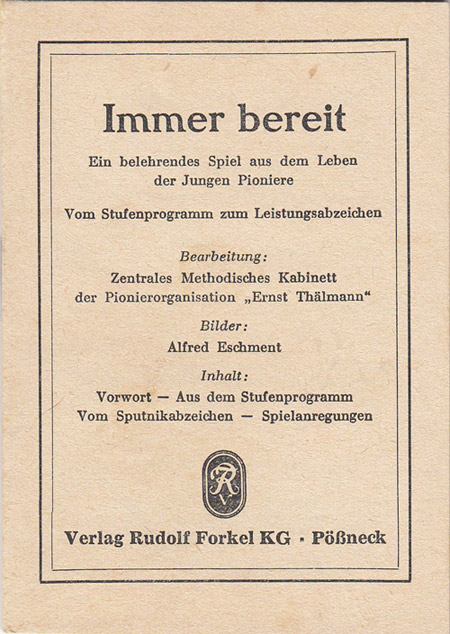 Immer bereit
Ein belehrendes Spiel aus dem Leben
der Jungen Pioniere
Vom Stufenprogramm zum Leistungsabzeichen
Bearbeitung:
Zentrales Methodisches Kabinett
der Pionierorganisation „Ernst Thälmann“
Bilder:
Alfred Eschment
Inhalt:
Vorwort — Aus dem Stufenprogramm
Vom Sputnikabzeichen — Spielanregungen
R
V
Verlag Rudolf Forkel KG · Pößneck